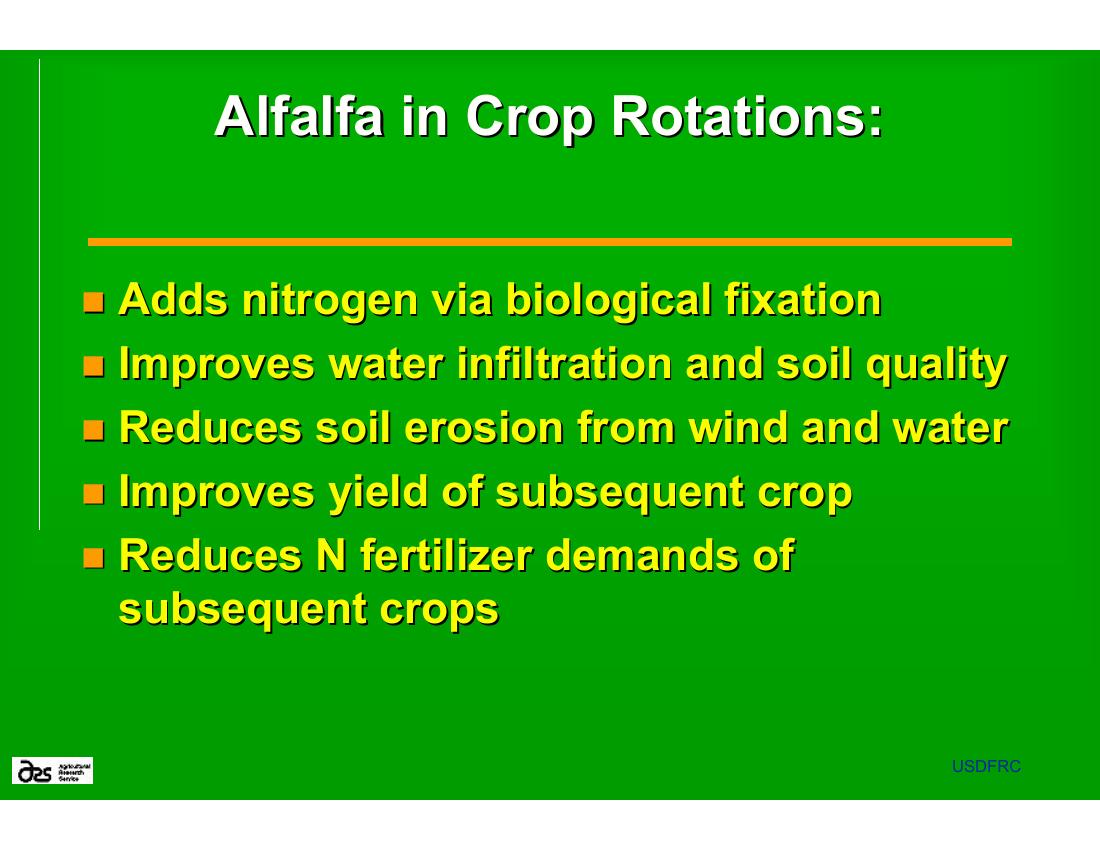 Alfalfa in Crop Rotations:
Adds nitrogen via biological fixation
Improves water infiltration and soil quality
Reduces soil erosion from wind and water
Improves yield of subsequent crop
Reduces N fertilizer demands of
subsequent crops
ars
Agricultural
Research
Service
USDFRC